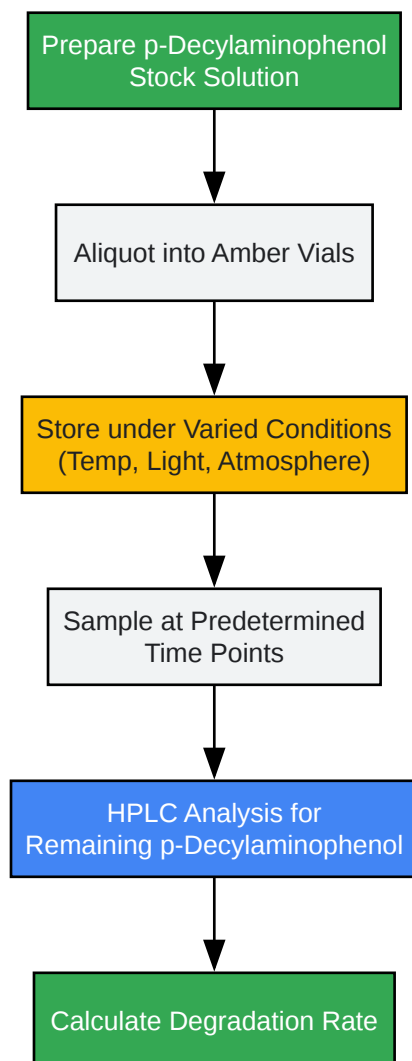 Prepare p-Decylaminophenol
Stock Solution
Aliquot into Amber Vials
Store under Varied Conditions
(Temp, Light, Atmosphere)
Sample at Predetermined
Time Points
HPLC Analysis for
Remaining p-Decylaminophenol
Calculate Degradation Rate